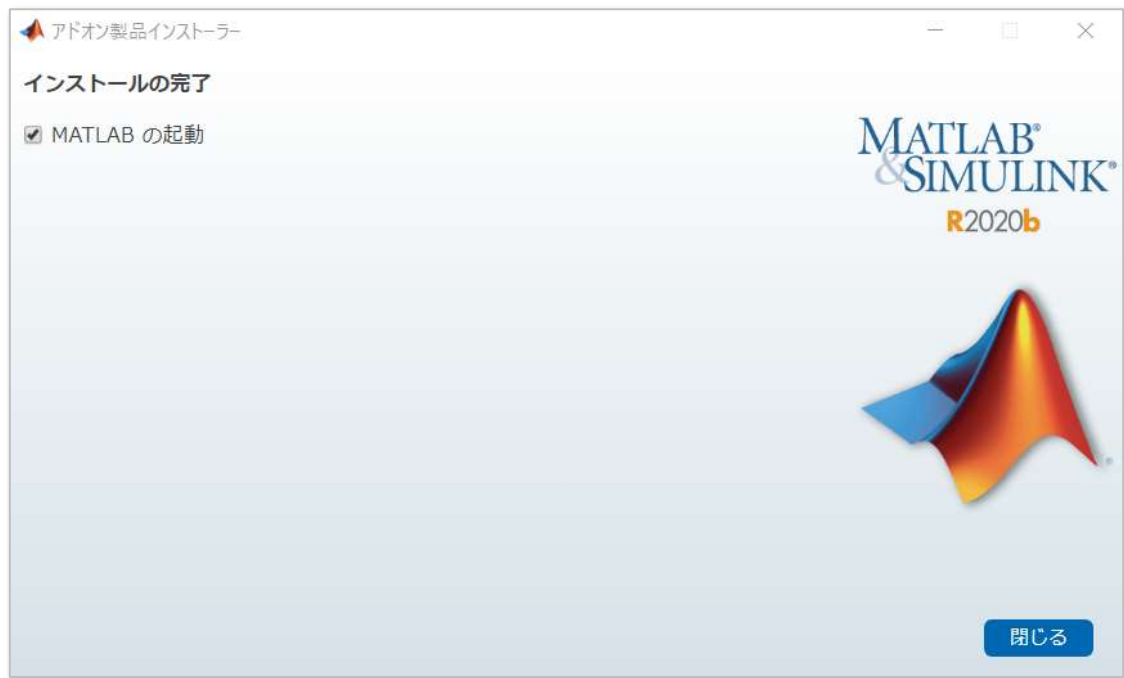 アドオン製品インストーラー
インストールの完了
MATLAB の起動
MATLAB®
&SIMULINK®
R2020b
®
閉じる